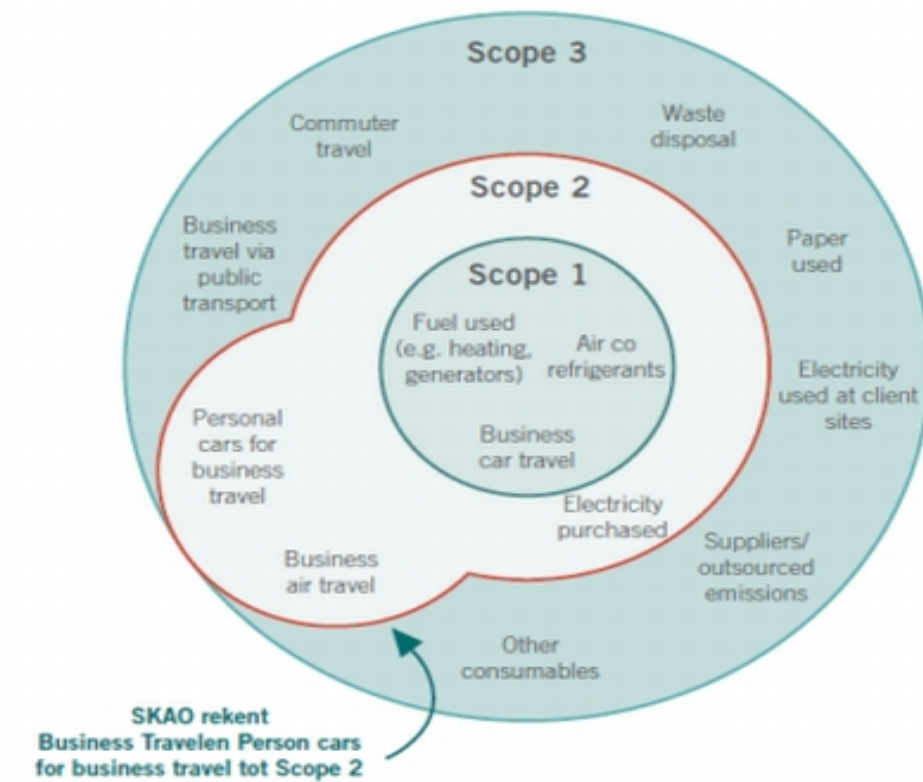 Scope 3
Commuter
travel
Waste
disposal
Scope 2
Business
travel via
public
transport
Paper
used
Scope 1
Fuel used
(e.g. heating,
generators)
Air co
refrigerants
Electricity
used at client
sites
Personal
cars for
business
travel
Business
car travel
Electricity
purchased
Suppliers/
outsourced
emissions
Business
air travel
Other
consumables
SKAO rekent
Business Travelen Person cars
for business travel tot Scope 2